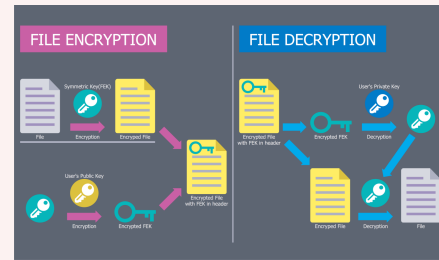 FILE ENCRYPTION
Symmetric Key(FEK)
File
Encryption
Encryped File
User's Public Key
Encryption
Encrypted FEK
Encrypted File
with FEK in header
FILE DECRYPTION
User's Private Key
Encrypted File
with FEK in header
Encrypted FEK
Decryption
Encryped File
Decryption
File